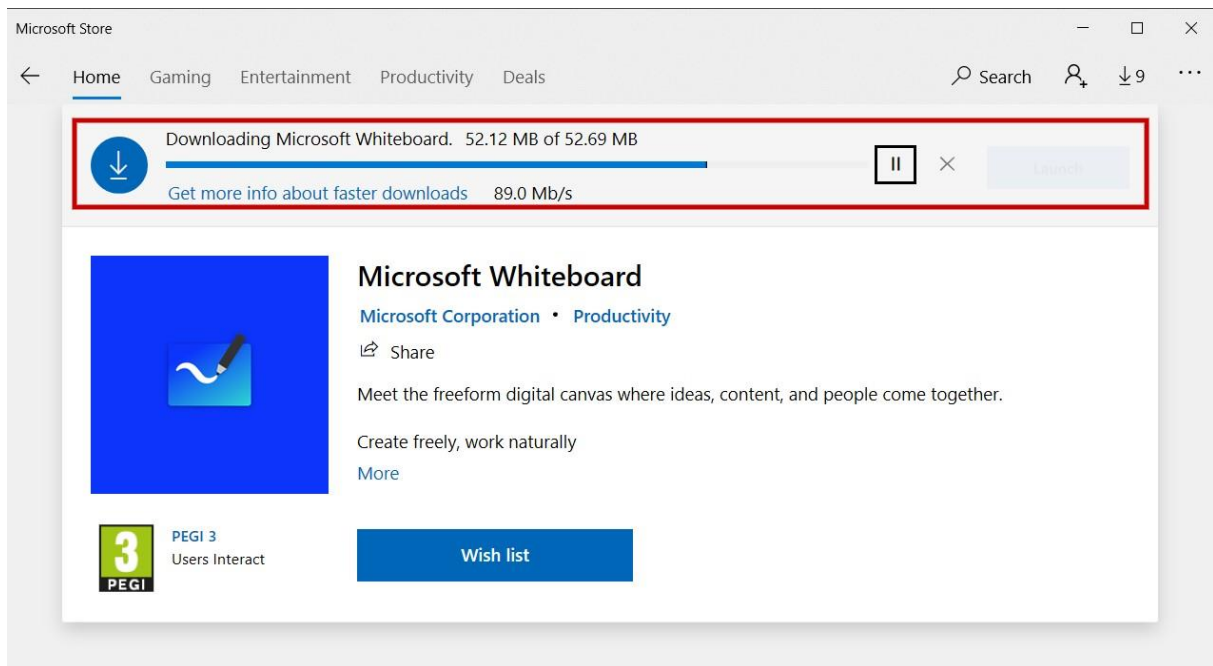 Microsoft Store
Home Gaming Entertainment Productivity Deals Search 9
Downloading Microsoft Whiteboard. 52.12 MB of 52.69 MB
Launch
Get more info about faster downloads 89.0 Mb/s
Microsoft Whiteboard
Microsoft Corporation • Productivity
Share
Meet the freeform digital canvas where ideas, content, and people come together.
Create freely, work naturally
More
3
PEGI
PEGI 3
Users Interact
Wish list